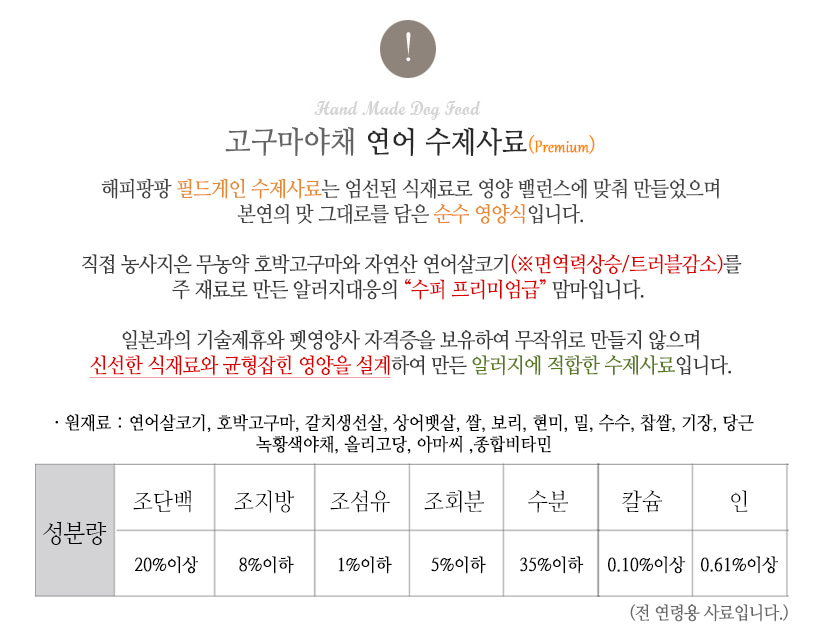 !
Hand Made Dog Food
고구마야채 연어 수제사료(Premium)
해피팡팡 필드게인 수제사료는 엄선된 식재료로 영양 밸런스에 맞춰 만들었으며
본연의 맛 그대로를 담은 순수 영양식입니다.
직접 농사지은 무농약 호박고구마와 자연산 연어살코기(※면역력상승/트러블감소)를
주 재료로 만든 알러지대응의 “수퍼 프리미엄급” 맘마입니다.
일본과의 기술제휴와 펫영양사 자격증을 보유하여 무작위로 만들지 않으며
신선한 식재료와 균형잡힌 영양을 설계하여 만든 알러지에 적합한 수제사료입니다.
· 원재료 : 연어살코기, 호박고구마, 갈치생선살, 상어뱃살, 쌀, 보리, 현미, 밀, 수수, 찹쌀, 기장, 당근
녹황색야채, 올리고당, 아마씨 ,종합비타민
성분량 조단백 조지방 조섬유 조회분 수분 칼슘 인
20%이상 8%이하 1%이하 5%이하 35%이하 0.10%이상 0.61%이상
(전 연령용 사료입니다.)